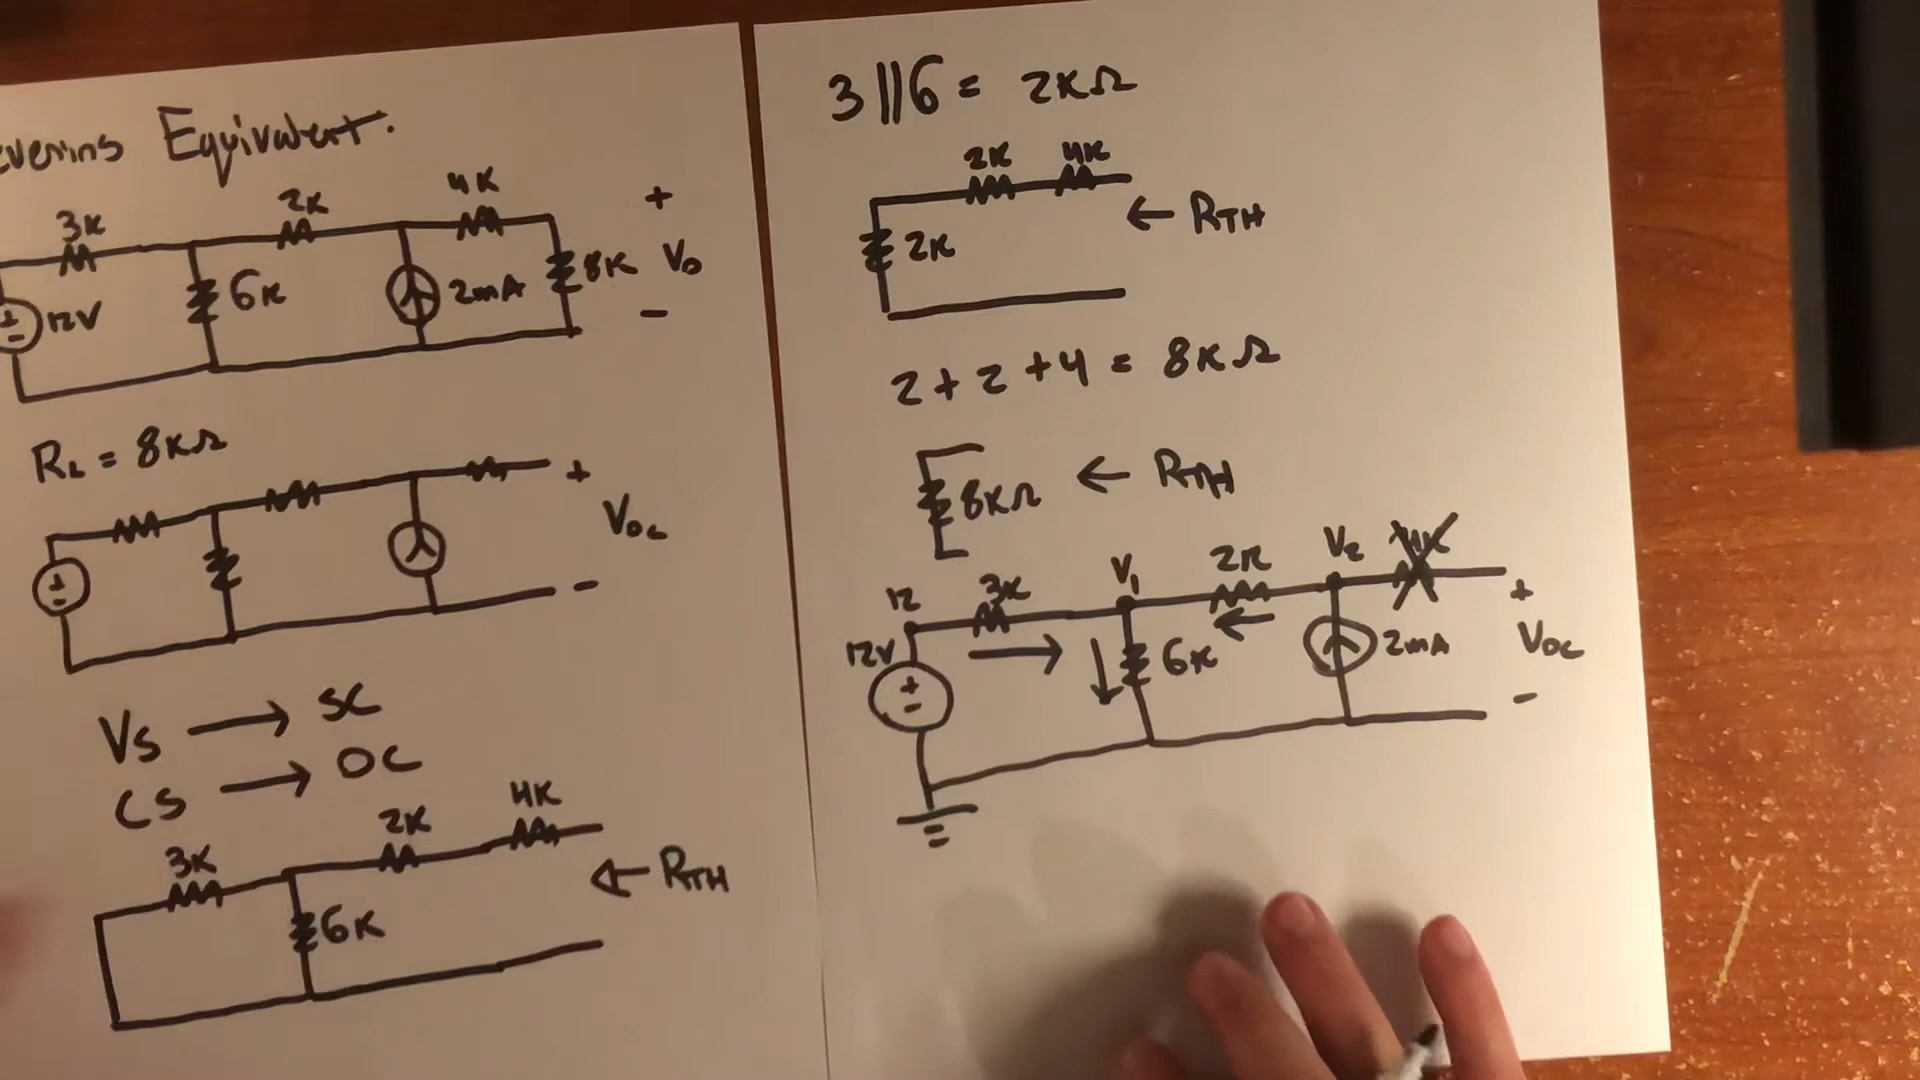 Equivalent.
3K
2K
4K
+
12V
6K
2mA
8K
Vo
-
RL = 8KΩ
+
Voc
-
VS → SC
CS → OC
3K
2K
4K
6K
← RTH
3||6 = 2KΩ
2K
4K
2K
← RTH
2+2+4 = 8KΩ
8KΩ
← RTH
12
3K
V1
2K
V2
12V
6K
2mA
+
Voc
-